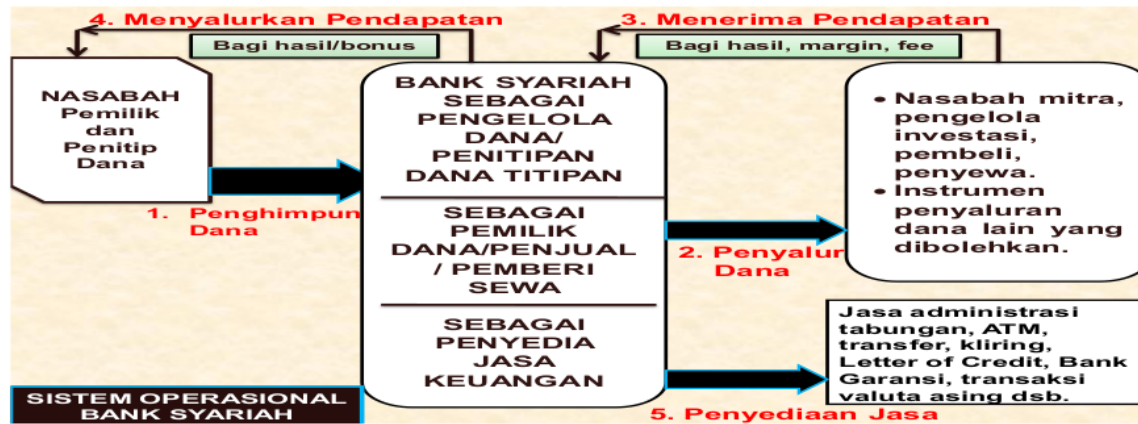 4. Menyalurkan Pendapatan
3. Menerima Pendapatan
Bagi hasil/bonus
Bagi hasil, margin, fee
NASABAH
Pemilik
dan
Penitip
Dana
BANK SYARIAH
SEBAGAI
PENGELOLA
DANA/
PENITIPAN
DANA TITIPAN
• Nasabah mitra,
pengelola
investasi,
pembeli,
penyewa.
• Instrumen
penyaluran
dana lain yang
dibolehkan.
1. Penghimpun
Dana
SEBAGAI
PEMILIK
DANA/PENJUAL
/ PEMBERI
SEWA
2. Penyalur
Dana
SEBAGAI
PENYEDIA
JASA
KEUANGAN
Jasa administrasi
tabungan, ATM,
transfer, kliring,
Letter of Credit, Bank
Garansi, transaksi
valuta asing dsb.
5. Penyediaan Jasa
SISTEM OPERASIONAL
BANK SYARIAH